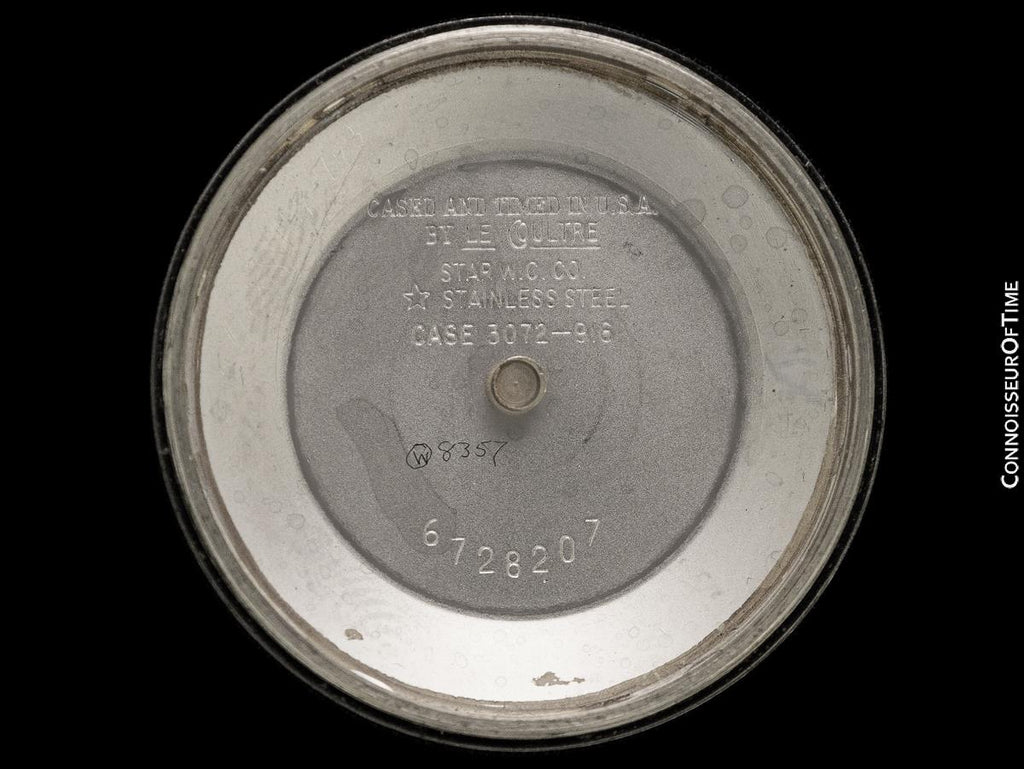 CASED AND TIMED IN U.S.A.
BY LE COULTRE
STAR W.C. CO.
☆ STAINLESS STEEL
CASE 3072-916
W 8357
6728207
CONNOISSEUROFTIME